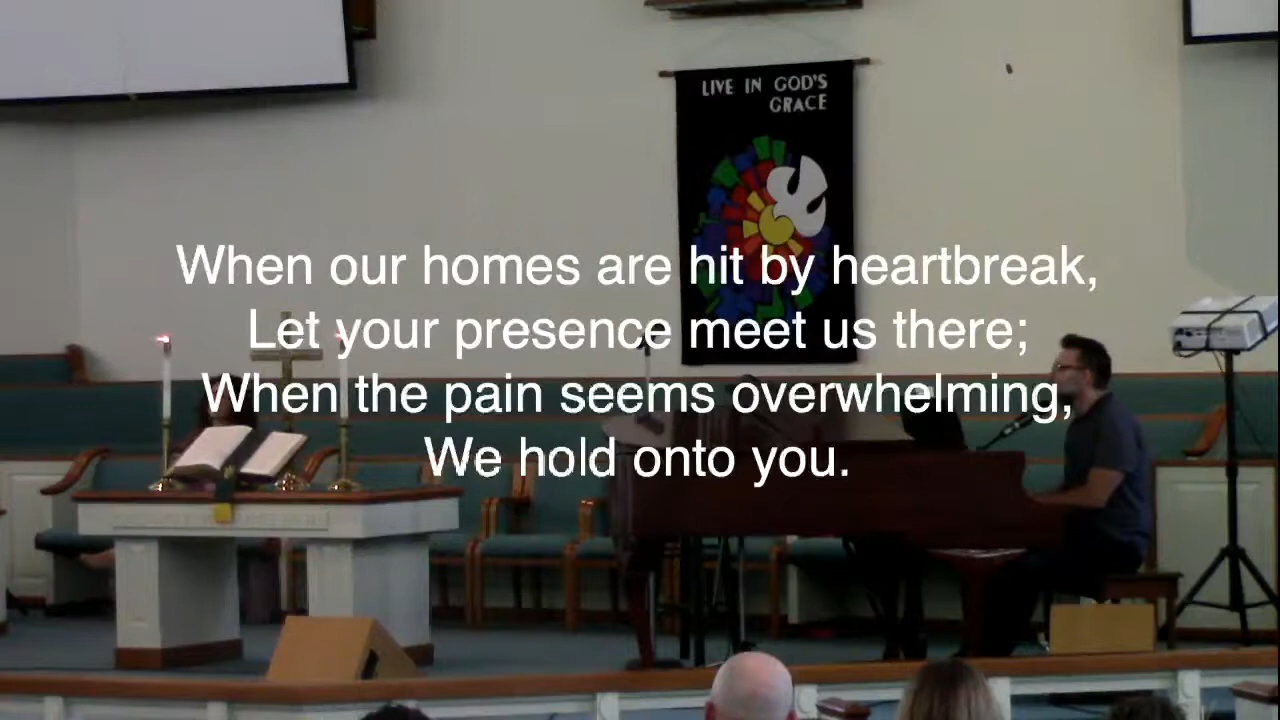 LIVE IN GOD'S
GRACE
When our homes are hit by heartbreak,
Let your presence meet us there;
When the pain seems overwhelming,
We hold onto you.